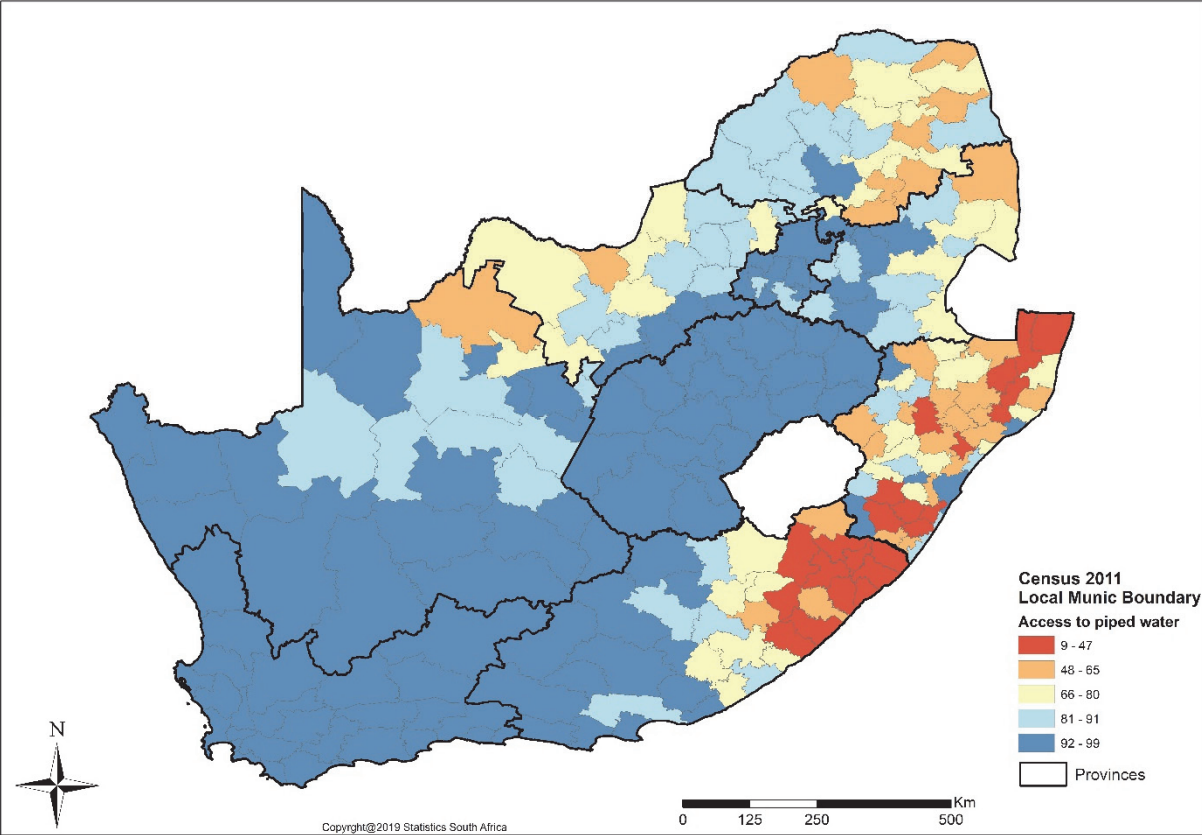 Census 2011
Local Munic Boundary
Access to piped water
9 - 47
48 - 65
66 - 80
81 - 91
92 - 99
Provinces
N
Km
0 125 250 500
Copyright@2019 Statistics South Africa